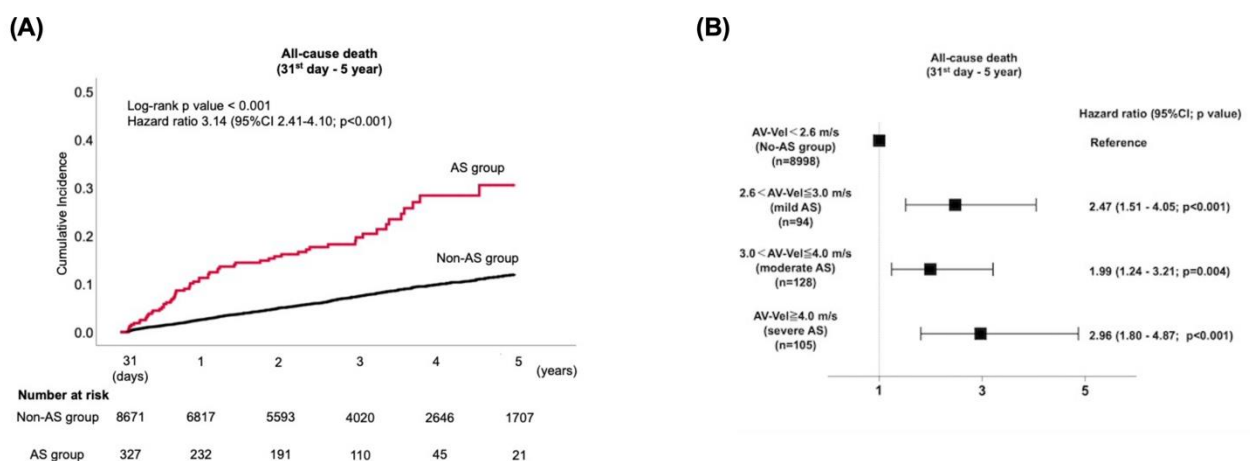 (A)
All-cause death
(31st day - 5 year)
Log-rank p value < 0.001
Hazard ratio 3.14 (95%CI 2.41-4.10; p<0.001)
Cumulative Incidence
0.5
0.4
0.3
0.2
0.1
0.0
AS group
Non-AS group
31 1 2 3 4 5
(days) (years)
Number at risk
Non-AS group 8671 6817 5593 4020 2646 1707
AS group 327 232 191 110 45 21
(B)
All-cause death
(31st day - 5 year)
Hazard ratio (95%CI; p value)
AV-Vel<2.6 m/s
(No-AS group)
(n=8998)
Reference
2.6<AV-Vel≦3.0 m/s
(mild AS)
(n=94)
2.47 (1.51 - 4.05; p<0.001)
3.0<AV-Vel≦4.0 m/s
(moderate AS)
(n=128)
1.99 (1.24 - 3.21; p=0.004)
AV-Vel≧4.0 m/s
(severe AS)
(n=105)
2.96 (1.80 - 4.87; p<0.001)
1 3 5